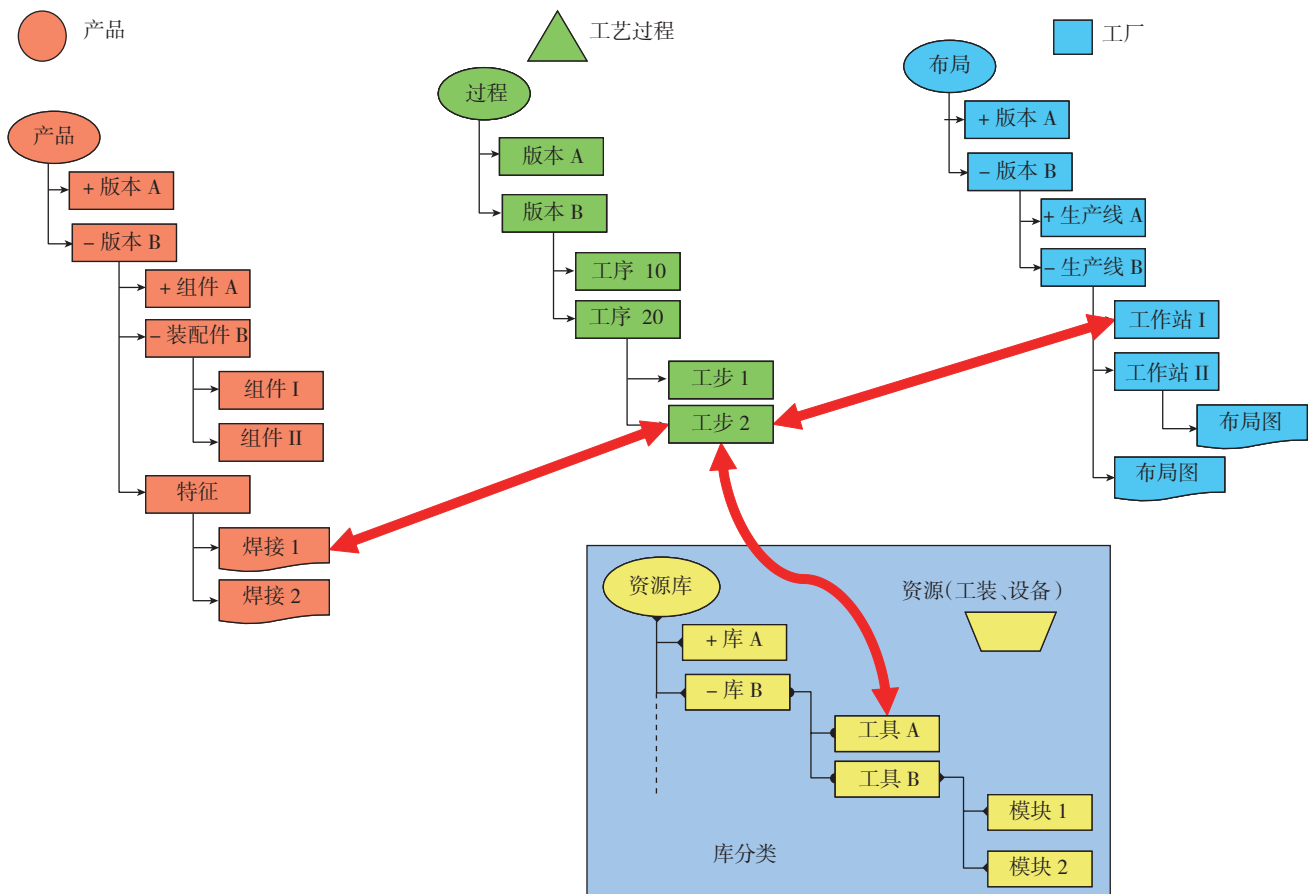 产品
工艺过程
工厂
产品
+ 版本 A
− 版本 B
+ 组件 A
− 装配件 B
组件 I
组件 II
特征
焊接 1
焊接 2
过程
版本 A
版本 B
工序 10
工序 20
工步 1
工步 2
布局
+ 版本 A
− 版本 B
+ 生产线 A
− 生产线 B
工作站 I
工作站 II
布局图
布局图
资源库
资源(工装、设备)
+ 库 A
− 库 B
工具 A
工具 B
模块 1
模块 2
库分类